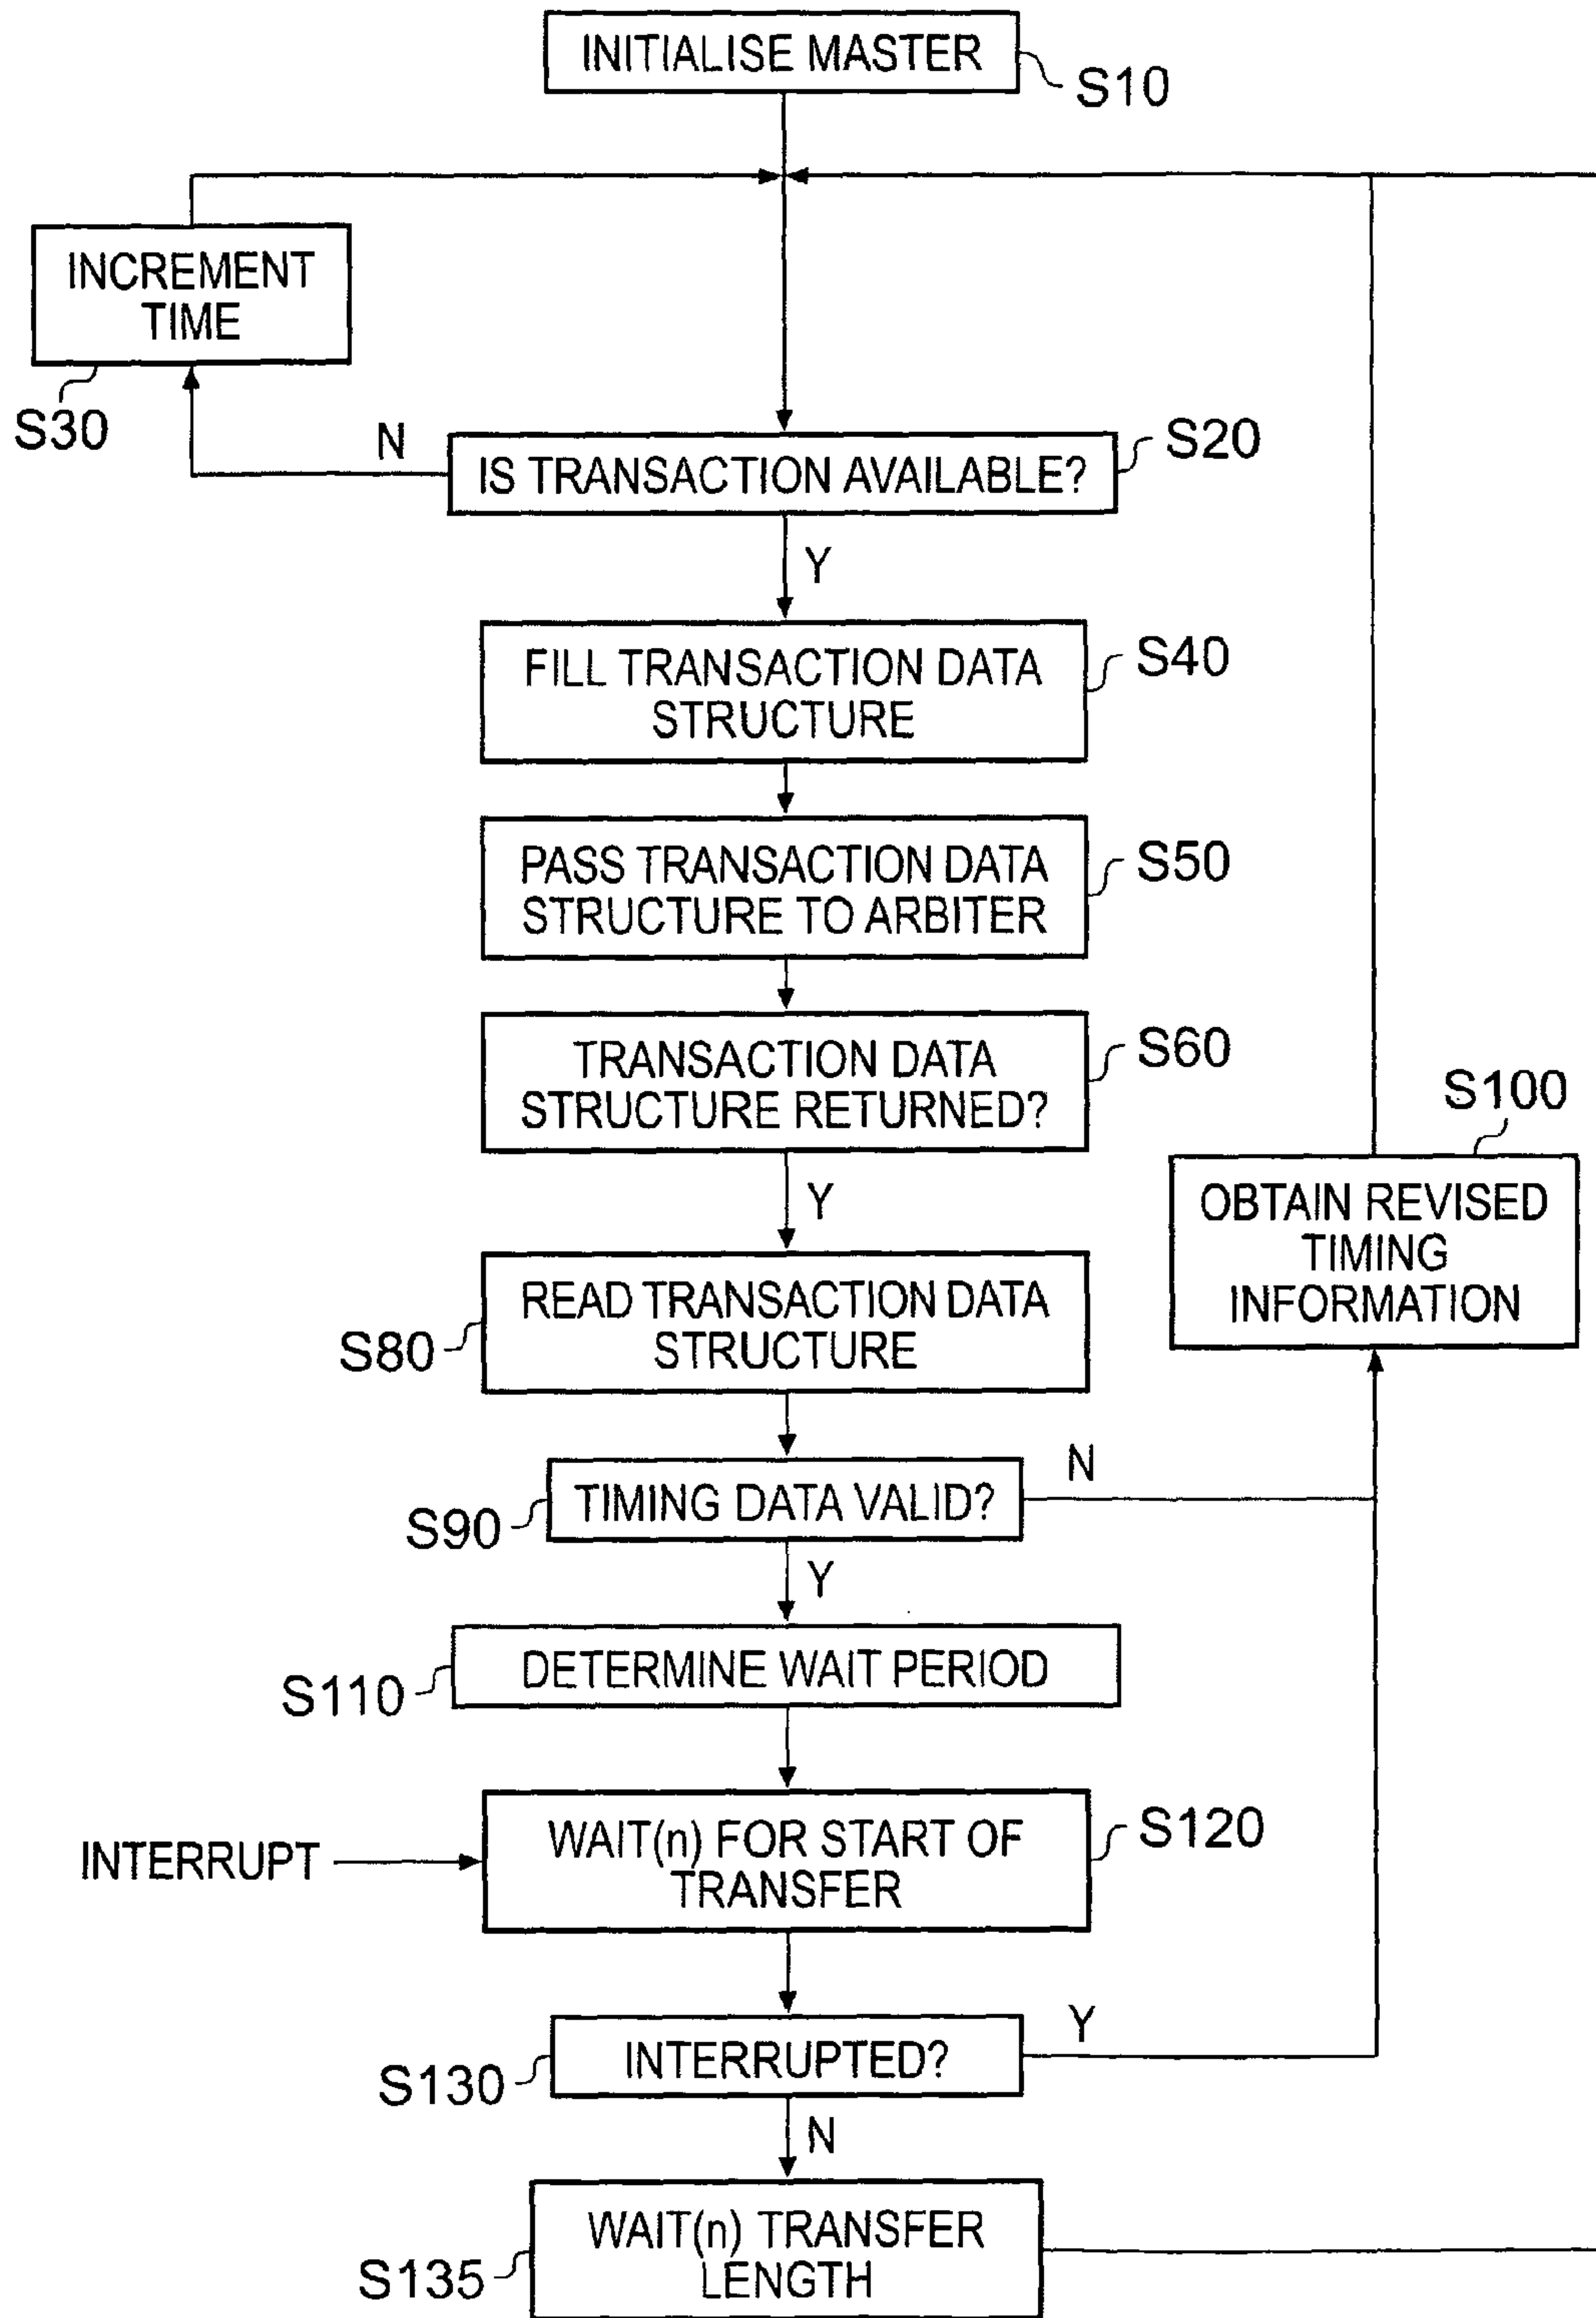 INITIALISE MASTER
S10
INCREMENT
TIME
S30
N
IS TRANSACTION AVAILABLE?
S20
Y
FILL TRANSACTION DATA
STRUCTURE
S40
PASS TRANSACTION DATA
STRUCTURE TO ARBITER
S50
TRANSACTION DATA
STRUCTURE RETURNED?
S60
Y
S100
OBTAIN REVISED
TIMING
INFORMATION
READ TRANSACTION DATA
STRUCTURE
S80
TIMING DATA VALID?
N
S90
Y
DETERMINE WAIT PERIOD
S110
INTERRUPT
WAIT(n) FOR START OF
TRANSFER
S120
INTERRUPTED?
Y
S130
N
WAIT(n) TRANSFER
LENGTH
S135